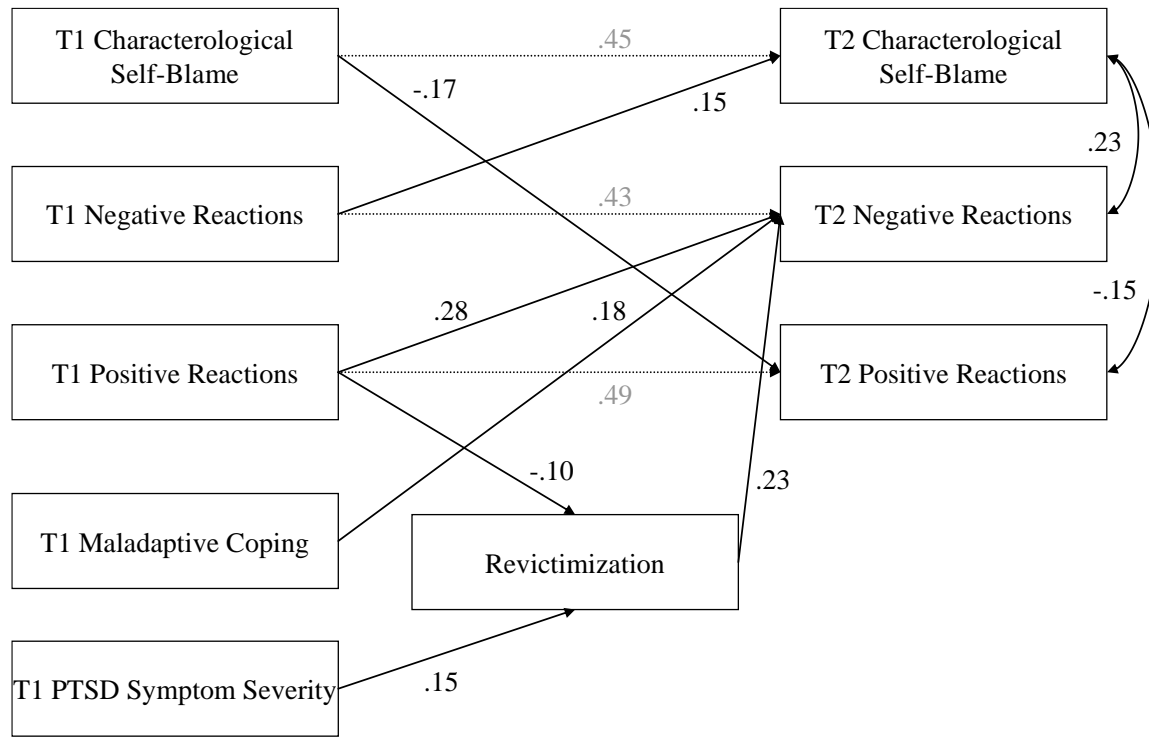 T1 Characterological
Self-Blame
.45
T2 Characterological
Self-Blame
-.17
.15
.23
T1 Negative Reactions
.43
T2 Negative Reactions
.28
.18
-.15
T1 Positive Reactions
.49
T2 Positive Reactions
-.10
.23
T1 Maladaptive Coping
Revictimization
T1 PTSD Symptom Severity
.15